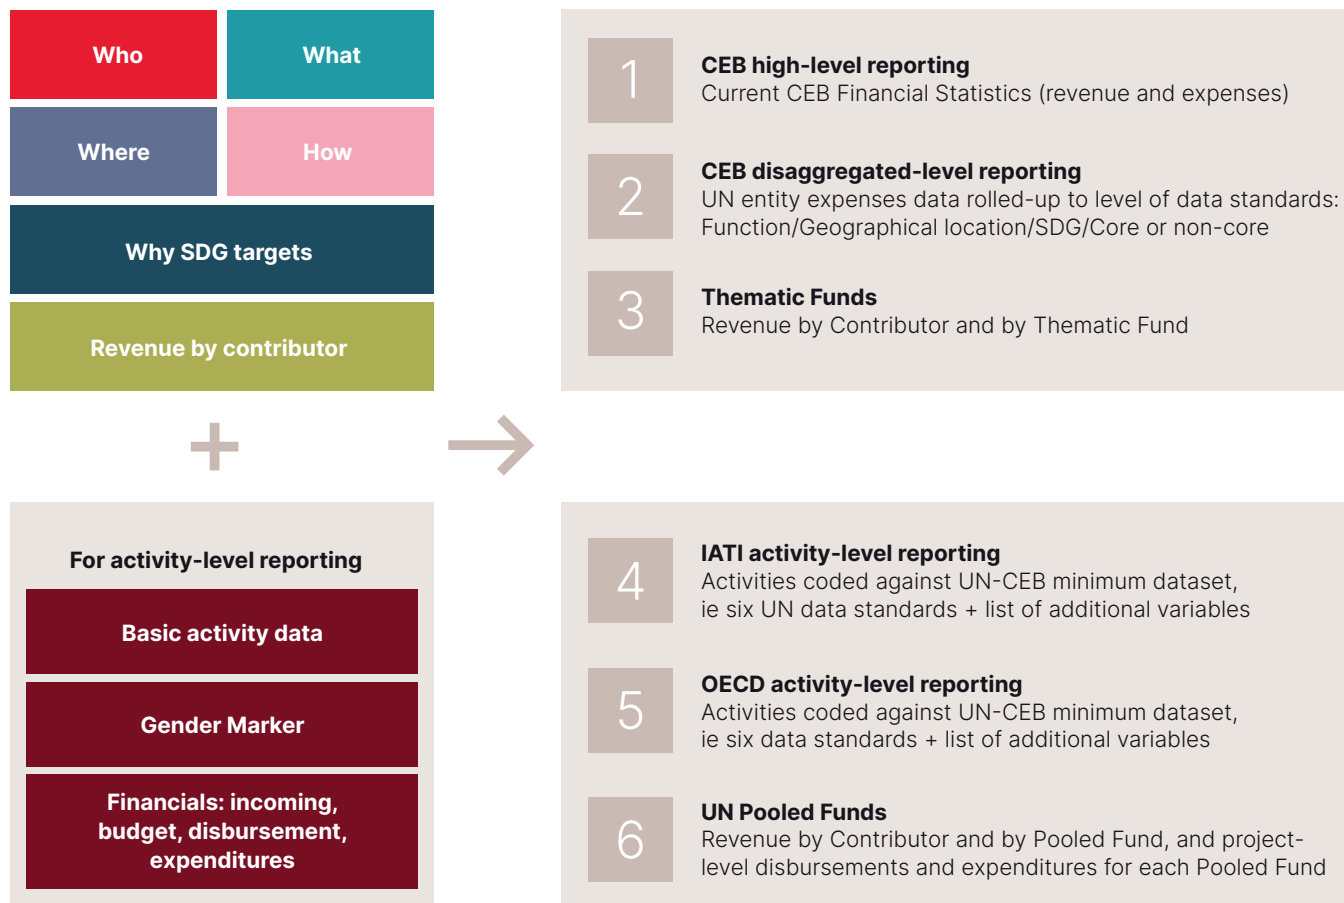 Who
What
Where
How
Why SDG targets
Revenue by contributor
+
→
For activity-level reporting
Basic activity data
Gender Marker
Financials: incoming,
budget, disbursement,
expenditures
1
CEB high-level reporting
Current CEB Financial Statistics (revenue and expenses)
2
CEB disaggregated-level reporting
UN entity expenses data rolled-up to level of data standards:
Function/Geographical location/SDG/Core or non-core
3
Thematic Funds
Revenue by Contributor and by Thematic Fund
4
IATI activity-level reporting
Activities coded against UN-CEB minimum dataset,
ie six UN data standards + list of additional variables
5
OECD activity-level reporting
Activities coded against UN-CEB minimum dataset,
ie six data standards + list of additional variables
6
UN Pooled Funds
Revenue by Contributor and by Pooled Fund, and project-
level disbursements and expenditures for each Pooled Fund